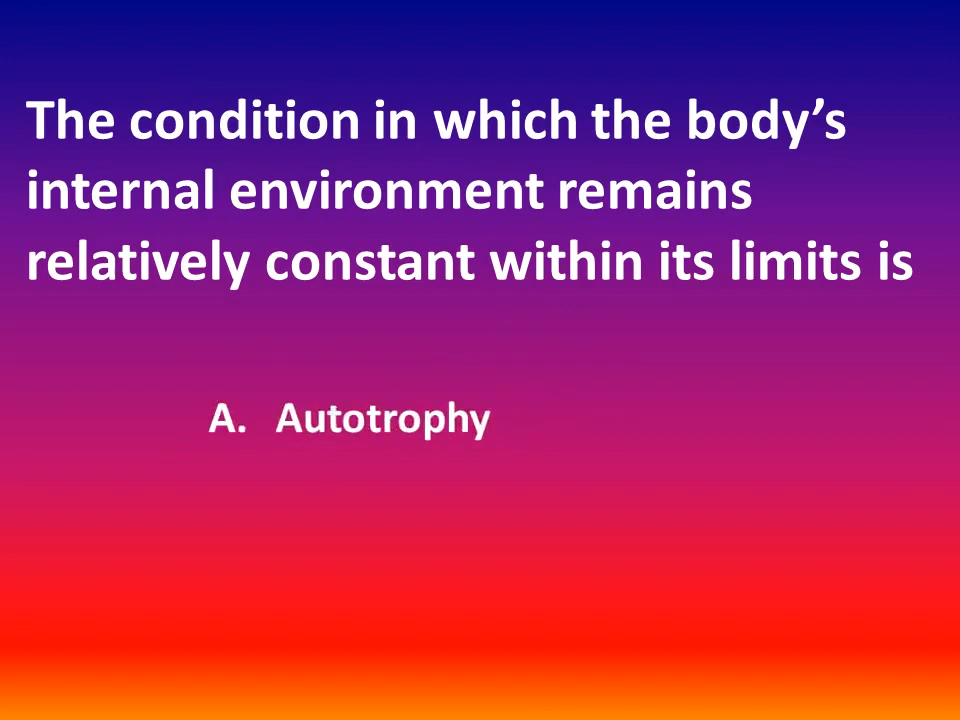 The condition in which the body’s
internal environment remains
relatively constant within its limits is
A. Autotrophy